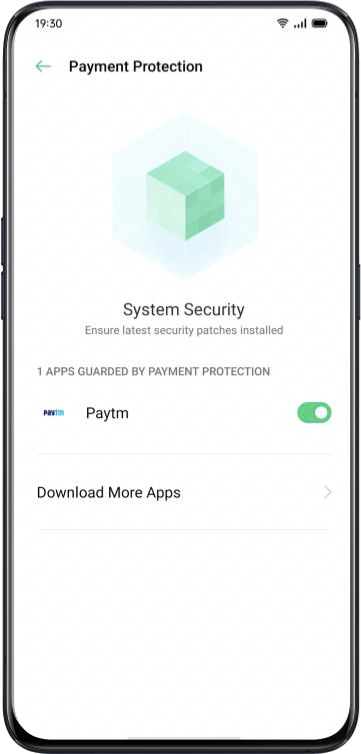 19:30
Payment Protection
System Security
Ensure latest security patches installed
1 APPS GUARDED BY PAYMENT PROTECTION
paytm Paytm
Download More Apps